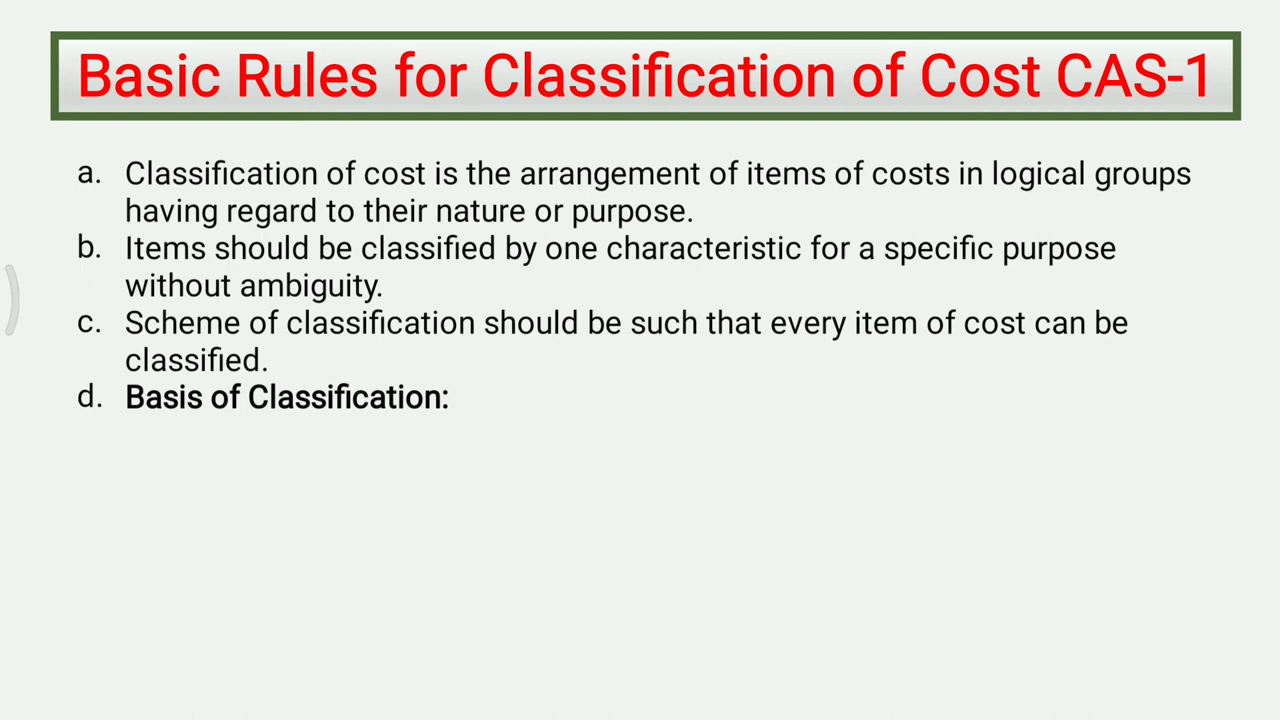 Basic Rules for Classification of Cost CAS-1
a. Classification of cost is the arrangement of items of costs in logical groups
having regard to their nature or purpose.
b. Items should be classified by one characteristic for a specific purpose
without ambiguity.
c. Scheme of classification should be such that every item of cost can be
classified.
d. Basis of Classification: